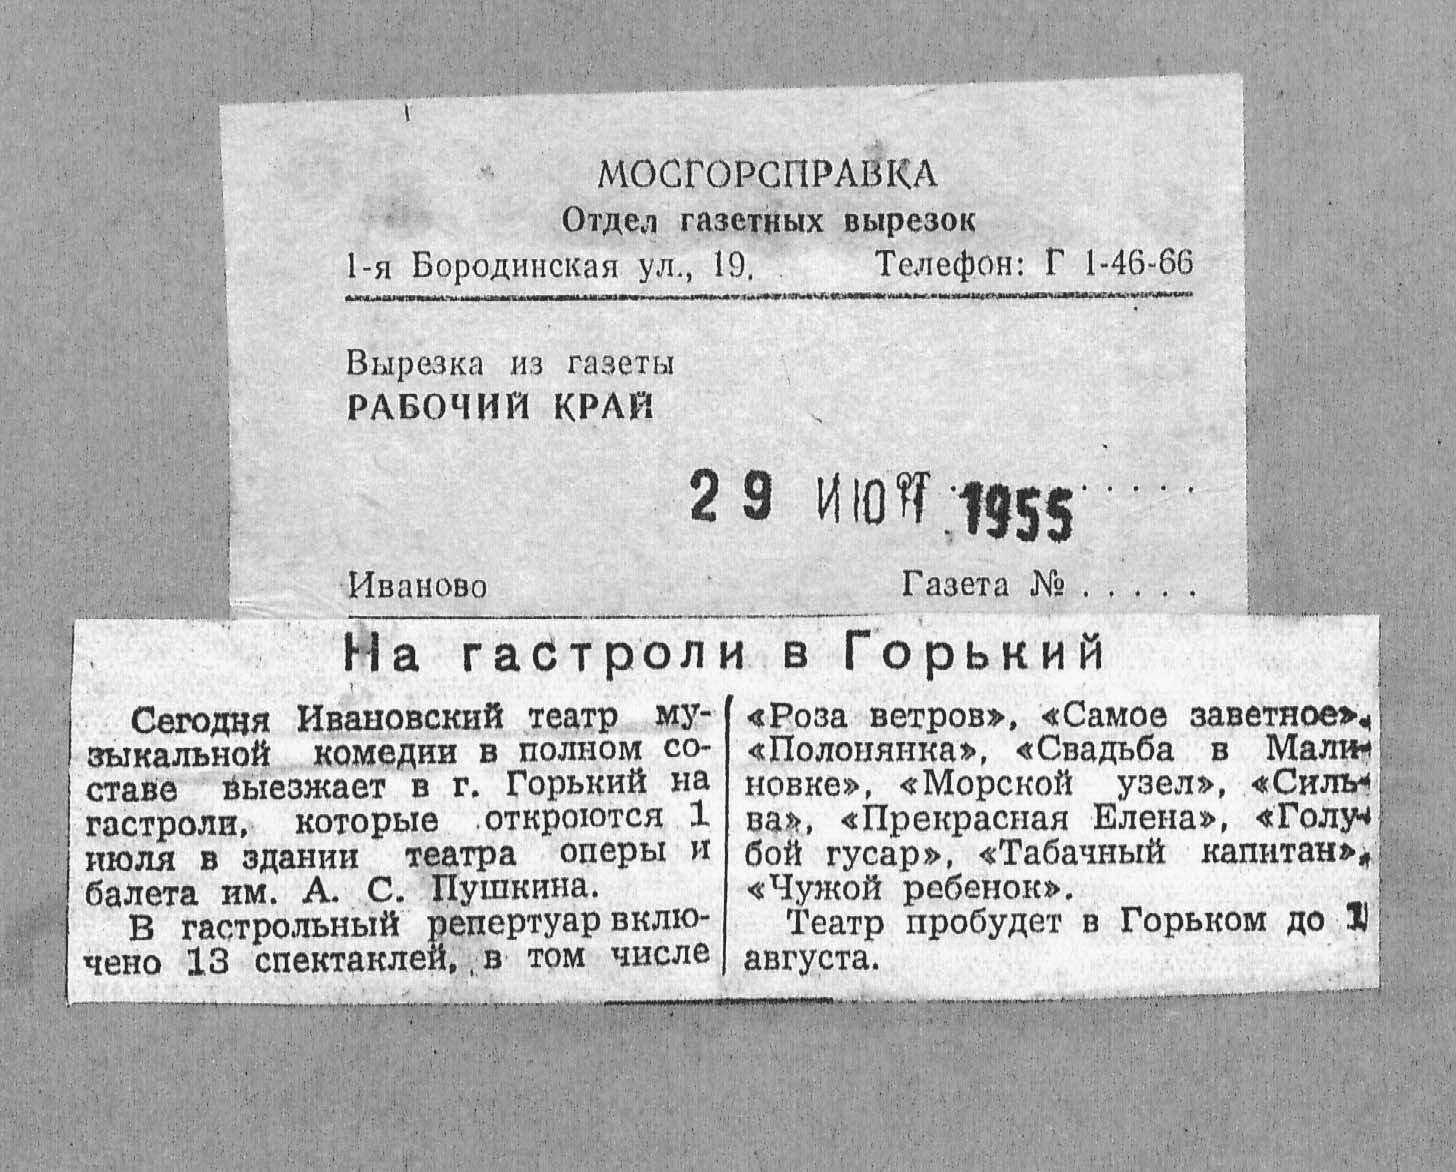 МОСГОРСПРАВКА
Отдел газетных вырезок
1-я Бородинская ул., 19. Телефон: Г 1-46-66
Вырезка из газеты
РАБОЧИЙ КРАЙ
29 1955
Иваново Газета № . . . . .
На гастроли в Горький
Сегодня Ивановский театр му-
зыкальной комедии в полном со-
ставе выезжает в г. Горький на
гастроли, которые откроются 1
июля в здании театра оперы и
балета им. А. С. Пушкина.
В гастрольный репертуар вклю-
чено 13 спектаклей, в том числе
«Роза ветров», «Самое заветное»,
«Полонянка», «Свадьба в Мали-
новке», «Морской узел», «Силь-
ва», «Прекрасная Елена», «Голу-
бой гусар», «Табачный капитан»,
«Чужой ребенок».
Театр пробудет в Горьком до 1
августа.